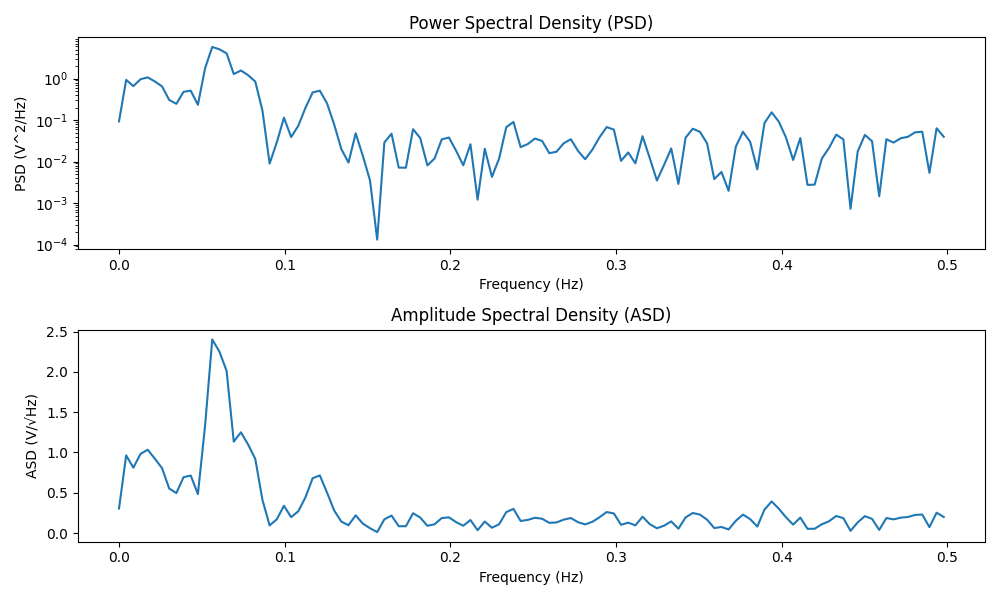 Power Spectral Density (PSD)
PSD (V^2/Hz)
10⁰
10⁻¹
10⁻²
10⁻³
10⁻⁴
0.0 0.1 0.2 0.3 0.4 0.5
Frequency (Hz)
Amplitude Spectral Density (ASD)
ASD (V/√Hz)
2.5
2.0
1.5
1.0
0.5
0.0
0.0 0.1 0.2 0.3 0.4 0.5
Frequency (Hz)